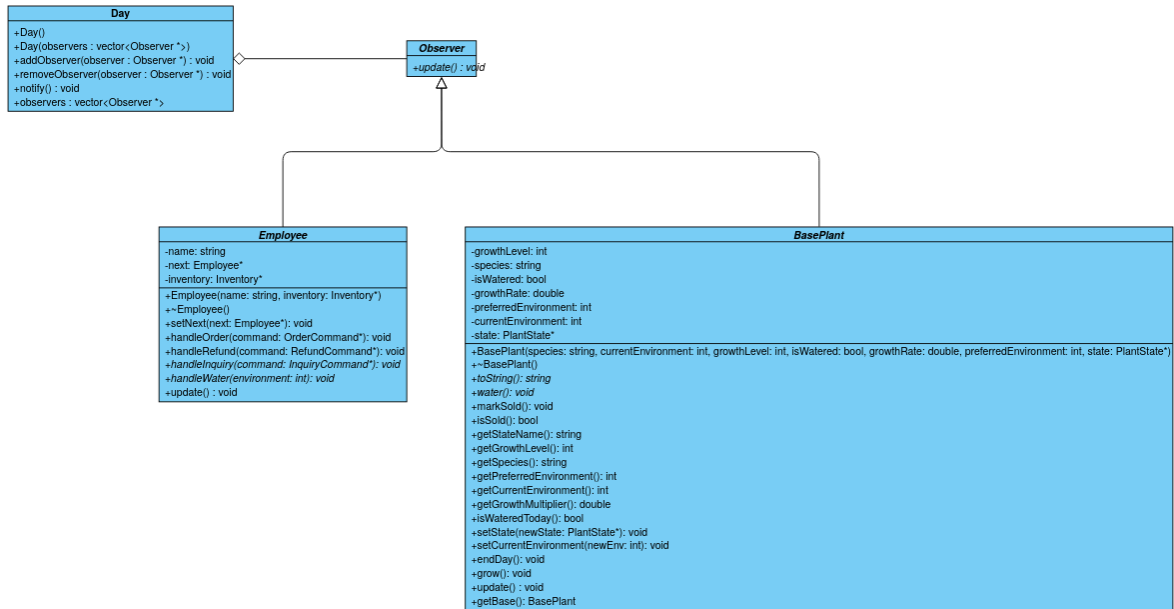 Day
+Day()
+Day(observers : vector<Observer *>)
+addObserver(observer : Observer *) : void
+removeObserver(observer : Observer *) : void
+notify() : void
+observers : vector<Observer *>
Observer
+update() : void
Employee
-name: string
-next: Employee*
-inventory: Inventory*
+Employee(name: string, inventory: Inventory*)
+~Employee()
+setNext(next: Employee*): void
+handleOrder(command: OrderCommand*): void
+handleRefund(command: RefundCommand*): void
+handleInquiry(command: InquiryCommand*): void
+handleWater(environment: int): void
+update() : void
BasePlant
-growthLevel: int
-species: string
-isWatered: bool
-growthRate: double
-preferredEnvironment: int
-currentEnvironment: int
-state: PlantState*
+BasePlant(species: string, currentEnvironment: int, growthLevel: int, isWatered: bool, growthRate: double, preferredEnvironment: int, state: PlantState*)
+~BasePlant()
+toString(): string
+water(): void
+markSold(): void
+isSold(): bool
+getStateName(): string
+getGrowthLevel(): int
+getSpecies(): string
+getPreferredEnvironment(): int
+getCurrentEnvironment(): int
+getGrowthMultiplier(): double
+isWateredToday(): bool
+setState(newState: PlantState*): void
+setCurrentEnvironment(newEnv: int): void
+endDay(): void
+grow(): void
+update() : void
+getBase(): BasePlant